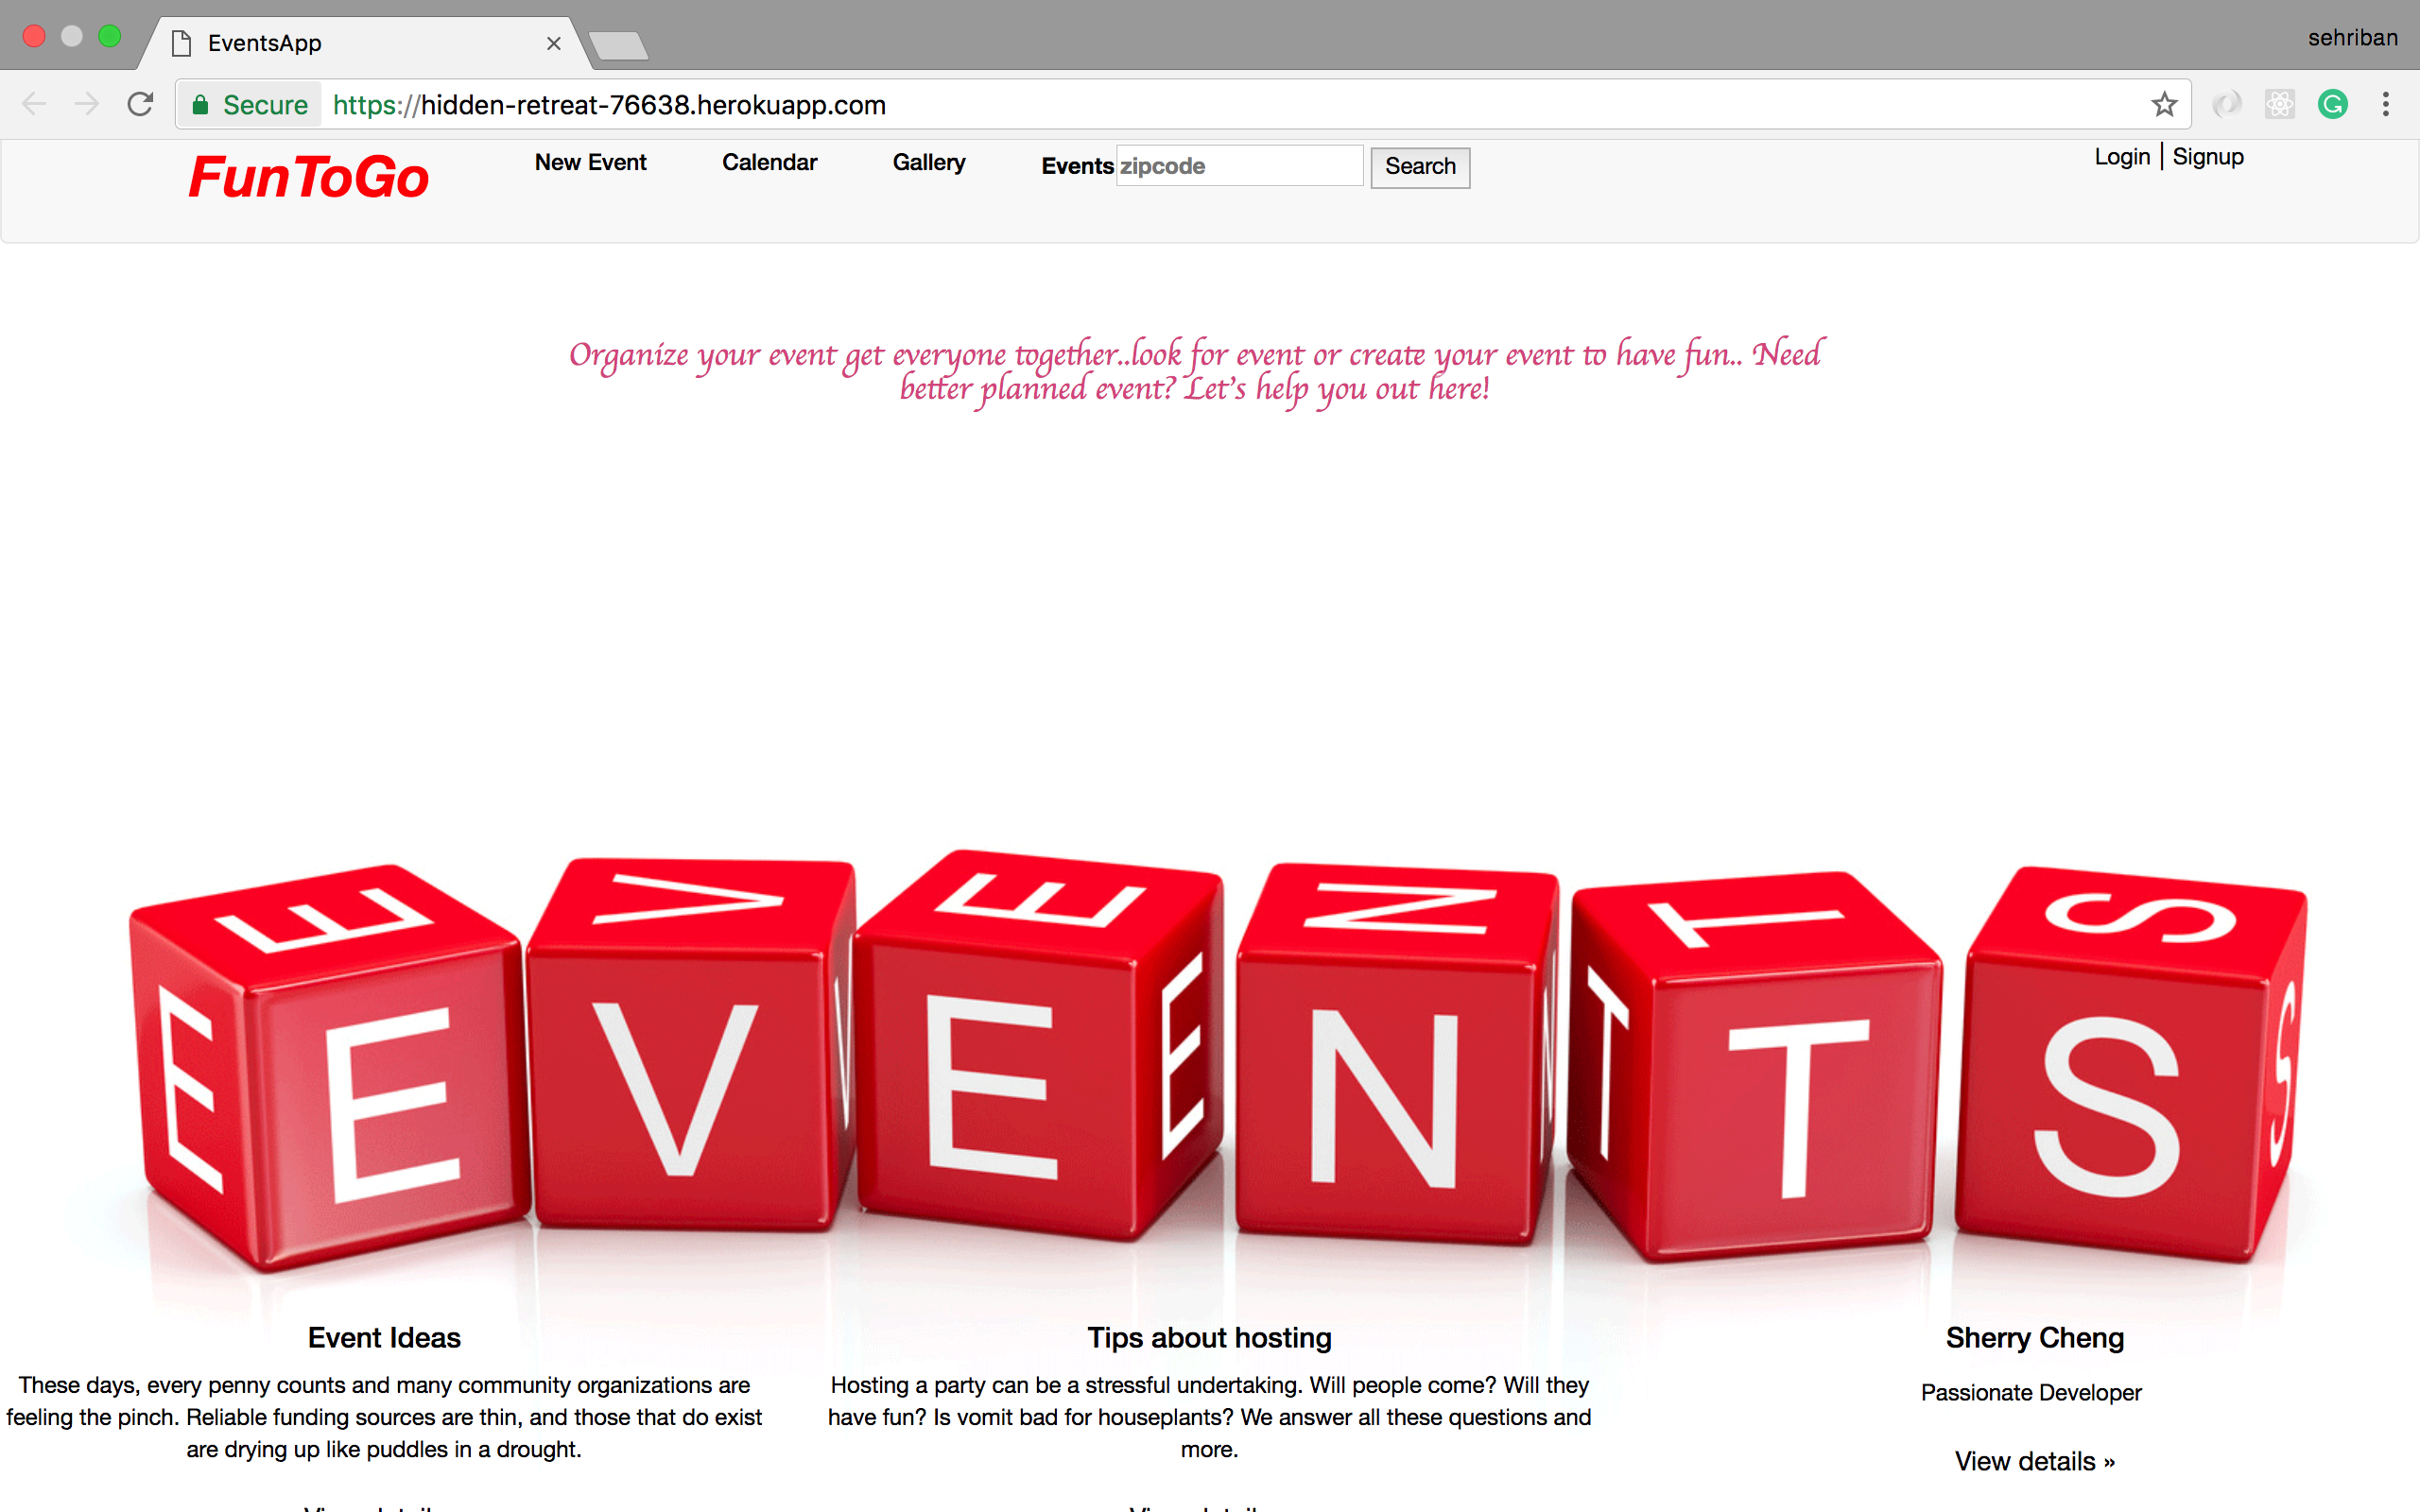 EventsApp
sehriban
Secure https://hidden-retreat-76638.herokuapp.com
FunToGo New Event Calendar Gallery Events zipcode Search Login | Signup
Organize your event get everyone together..look for event or create your event to have fun.. Need
better planned event? Let's help you out here!
E V E N T S
E E V V E E N N T T S S
Event Ideas
These days, every penny counts and many community organizations are
feeling the pinch. Reliable funding sources are thin, and those that do exist
are drying up like puddles in a drought.
Tips about hosting
Hosting a party can be a stressful undertaking. Will people come? Will they
have fun? Is vomit bad for houseplants? We answer all these questions and
more.
Sherry Cheng
Passionate Developer
View details »